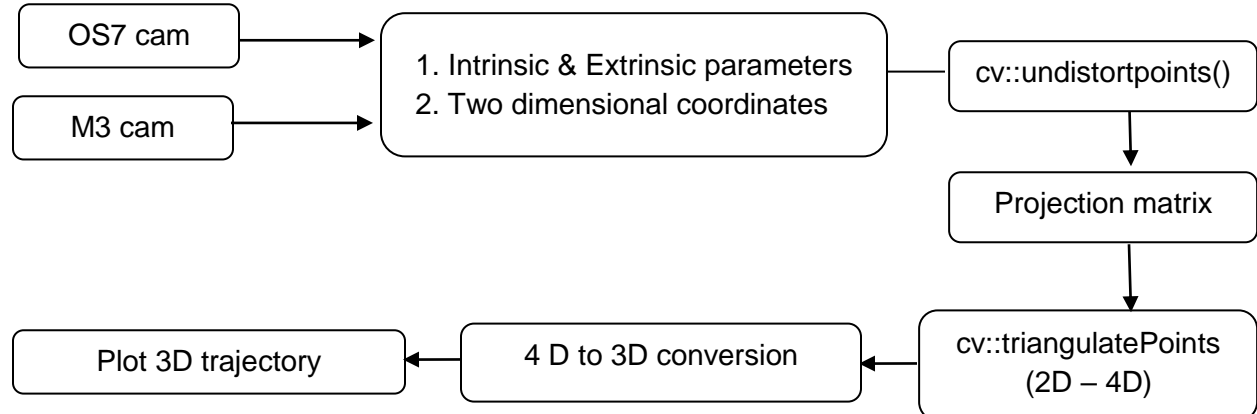 OS7 cam
M3 cam
1. Intrinsic & Extrinsic parameters
2. Two dimensional coordinates
cv::undistortpoints()
Projection matrix
cv::triangulatePoints
(2D – 4D)
4 D to 3D conversion
Plot 3D trajectory